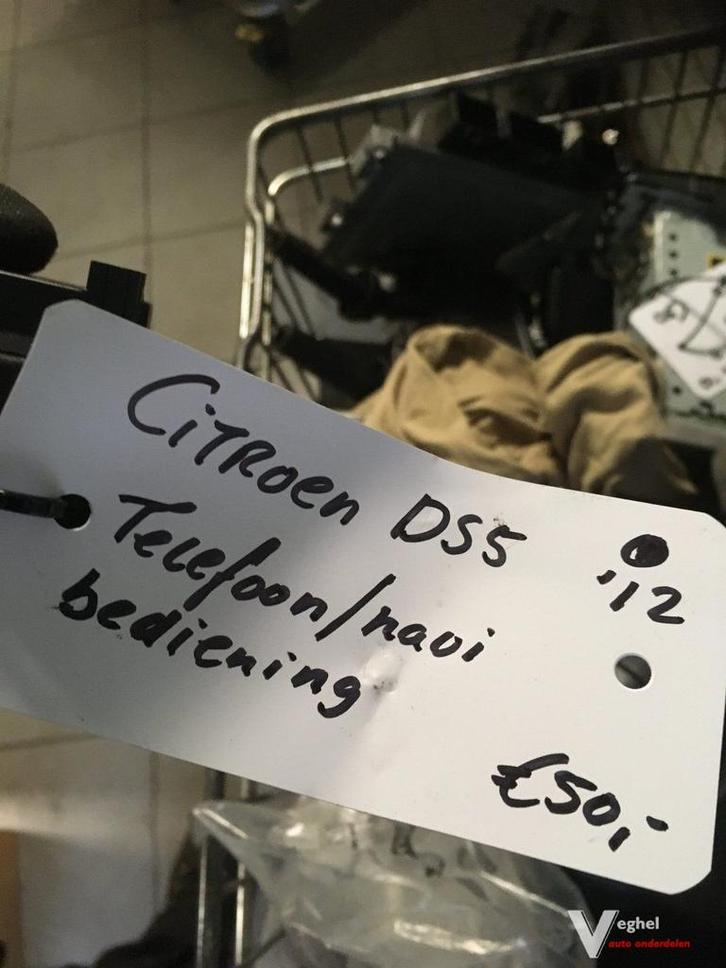 Citroen DS5 '12
Telefoon/navi
bediening
€50,-
Veghel
auto onderdelen